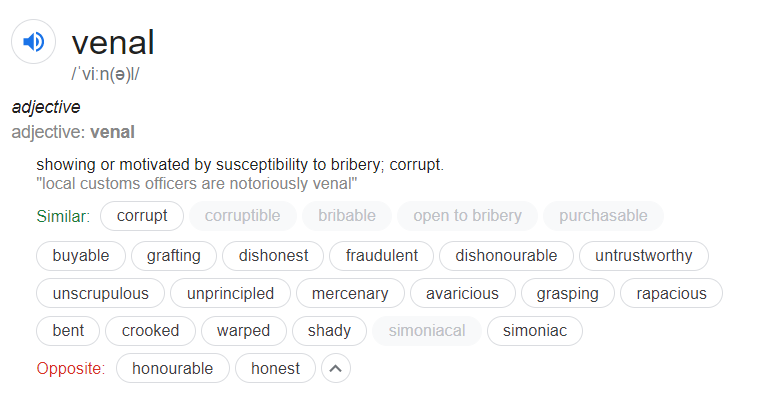 venal
/ˈviːn(ə)l/
adjective
adjective: venal
showing or motivated by susceptibility to bribery; corrupt.
"local customs officers are notoriously venal"
Similar: corrupt corruptible bribable open to bribery purchasable
buyable grafting dishonest fraudulent dishonourable untrustworthy
unscrupulous unprincipled mercenary avaricious grasping rapacious
bent crooked warped shady simoniacal simoniac
Opposite: honourable honest